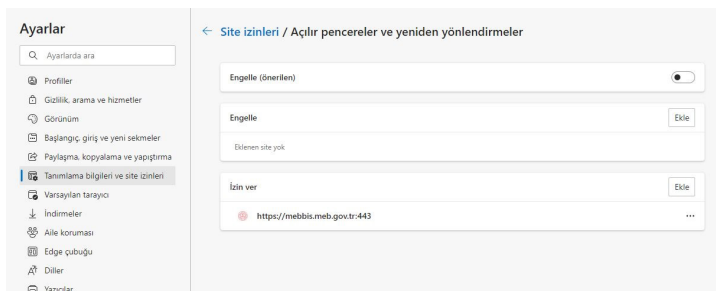 Ayarlar
Ayarlarda ara
Profiller
Gizlilik, arama ve hizmetler
Görünüm
Başlangıç, giriş ve yeni sekmeler
Paylaşma, kopyalama ve yapıştırma
Tanımlama bilgileri ve site izinleri
Varsayılan tarayıcı
İndirmeler
Aile koruması
Edge çubuğu
Diller
Yazıcılar
Site izinleri / Açılır pencereler ve yeniden yönlendirmeler
Engelle (önerilen)
Engelle
Ekle
Eklenen site yok
İzin ver
Ekle
https://mebbis.meb.gov.tr:443